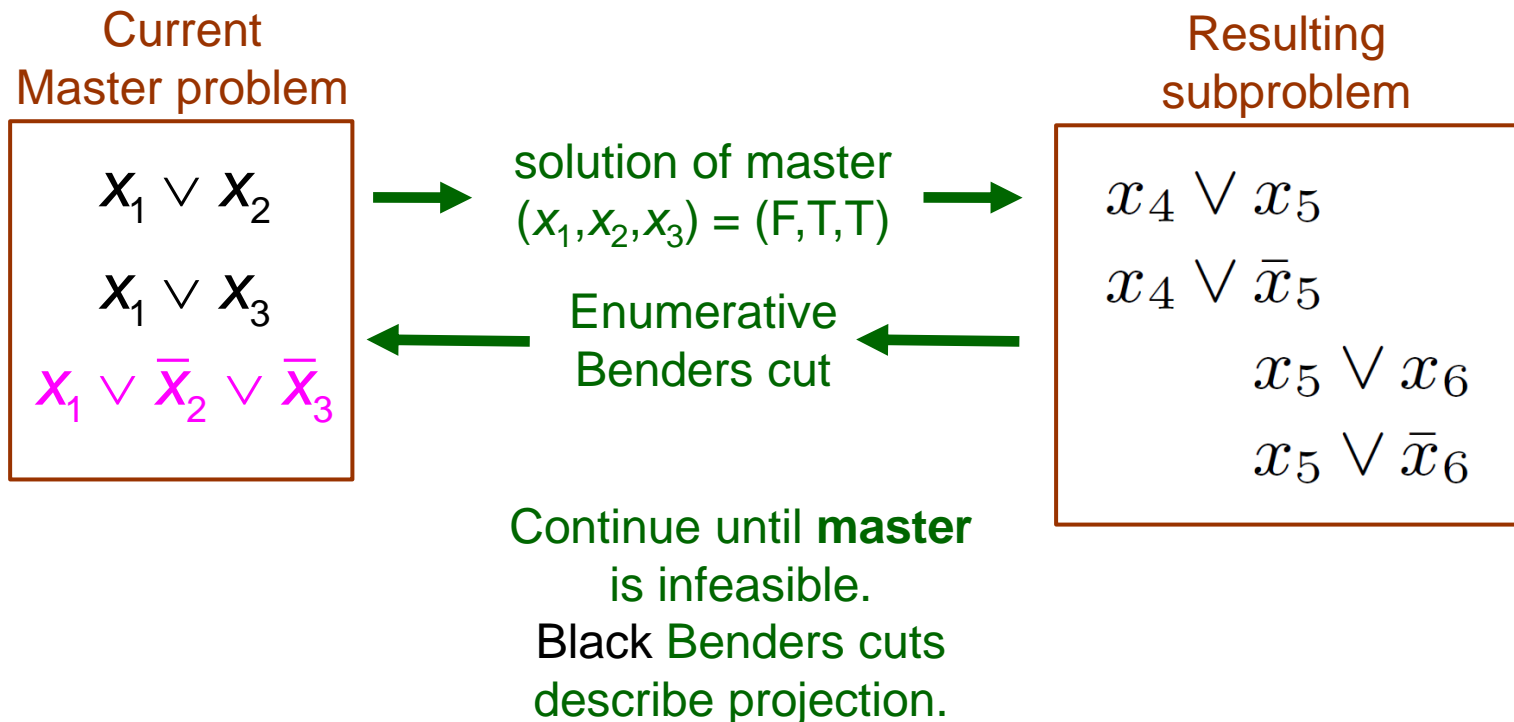 Current
Master problem
x₁ ∨ x₂
x₁ ∨ x₃
x₁ ∨ x̄₂ ∨ x̄₃
solution of master
(x₁,x₂,x₃) = (F,T,T)
Enumerative
Benders cut
Resulting
subproblem
x₄ ∨ x₅
x₄ ∨ x̄₅
x₅ ∨ x₆
x₅ ∨ x̄₆
Continue until master
is infeasible.
Black Benders cuts
describe projection.